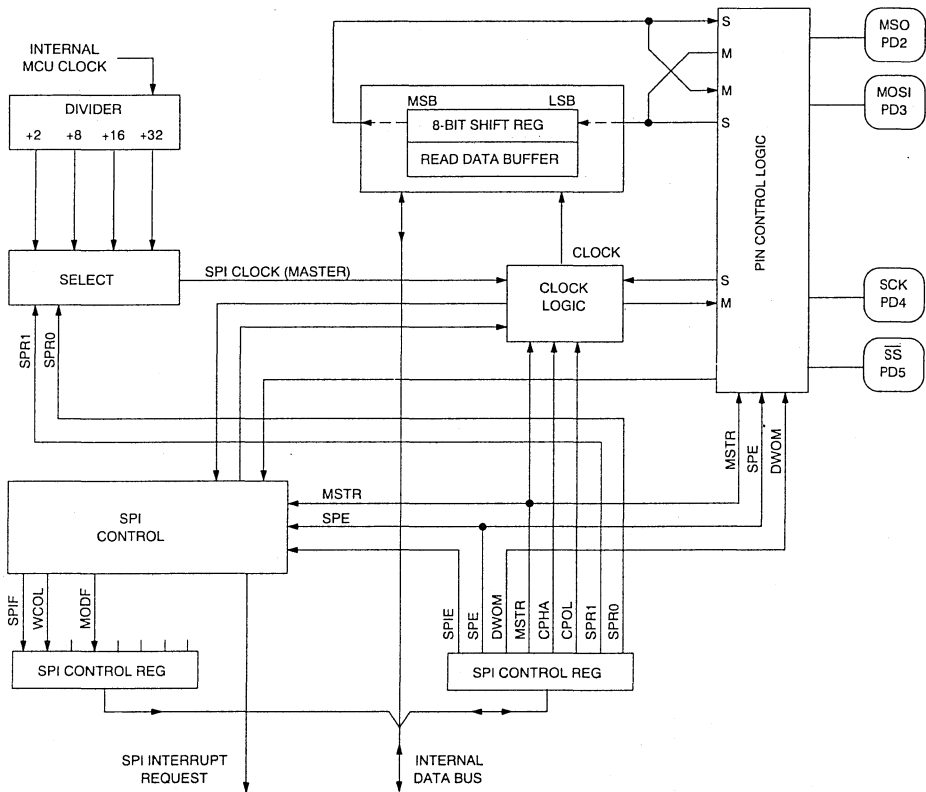 INTERNAL
MCU CLOCK
DIVIDER
+2 +8 +16 +32
SELECT
SPR1
SPR0
SPI CLOCK (MASTER)
MSB LSB
8-BIT SHIFT REG
READ DATA BUFFER
CLOCK
CLOCK
LOGIC
S
M
M
S
S
M
PIN CONTROL LOGIC
MSO
PD2
MOSI
PD3
SCK
PD4
SS
PD5
MSTR
SPE
DWOM
MSTR
SPE
SPI
CONTROL
SPIF
WCOL
MODF
SPI CONTROL REG
SPIE
SPE
DWOM
MSTR
CPHA
CPOL
SPR1
SPR0
SPI CONTROL REG
SPI INTERRUPT
REQUEST
INTERNAL
DATA BUS